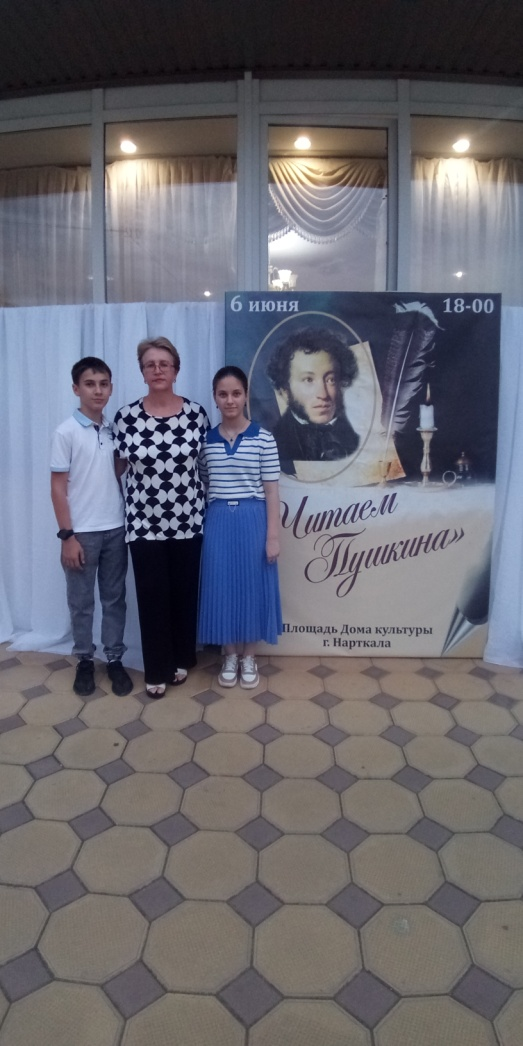 6 июня
18-00
Читаем
Пушкина»
Площадь Дома культуры
г. Нарткала